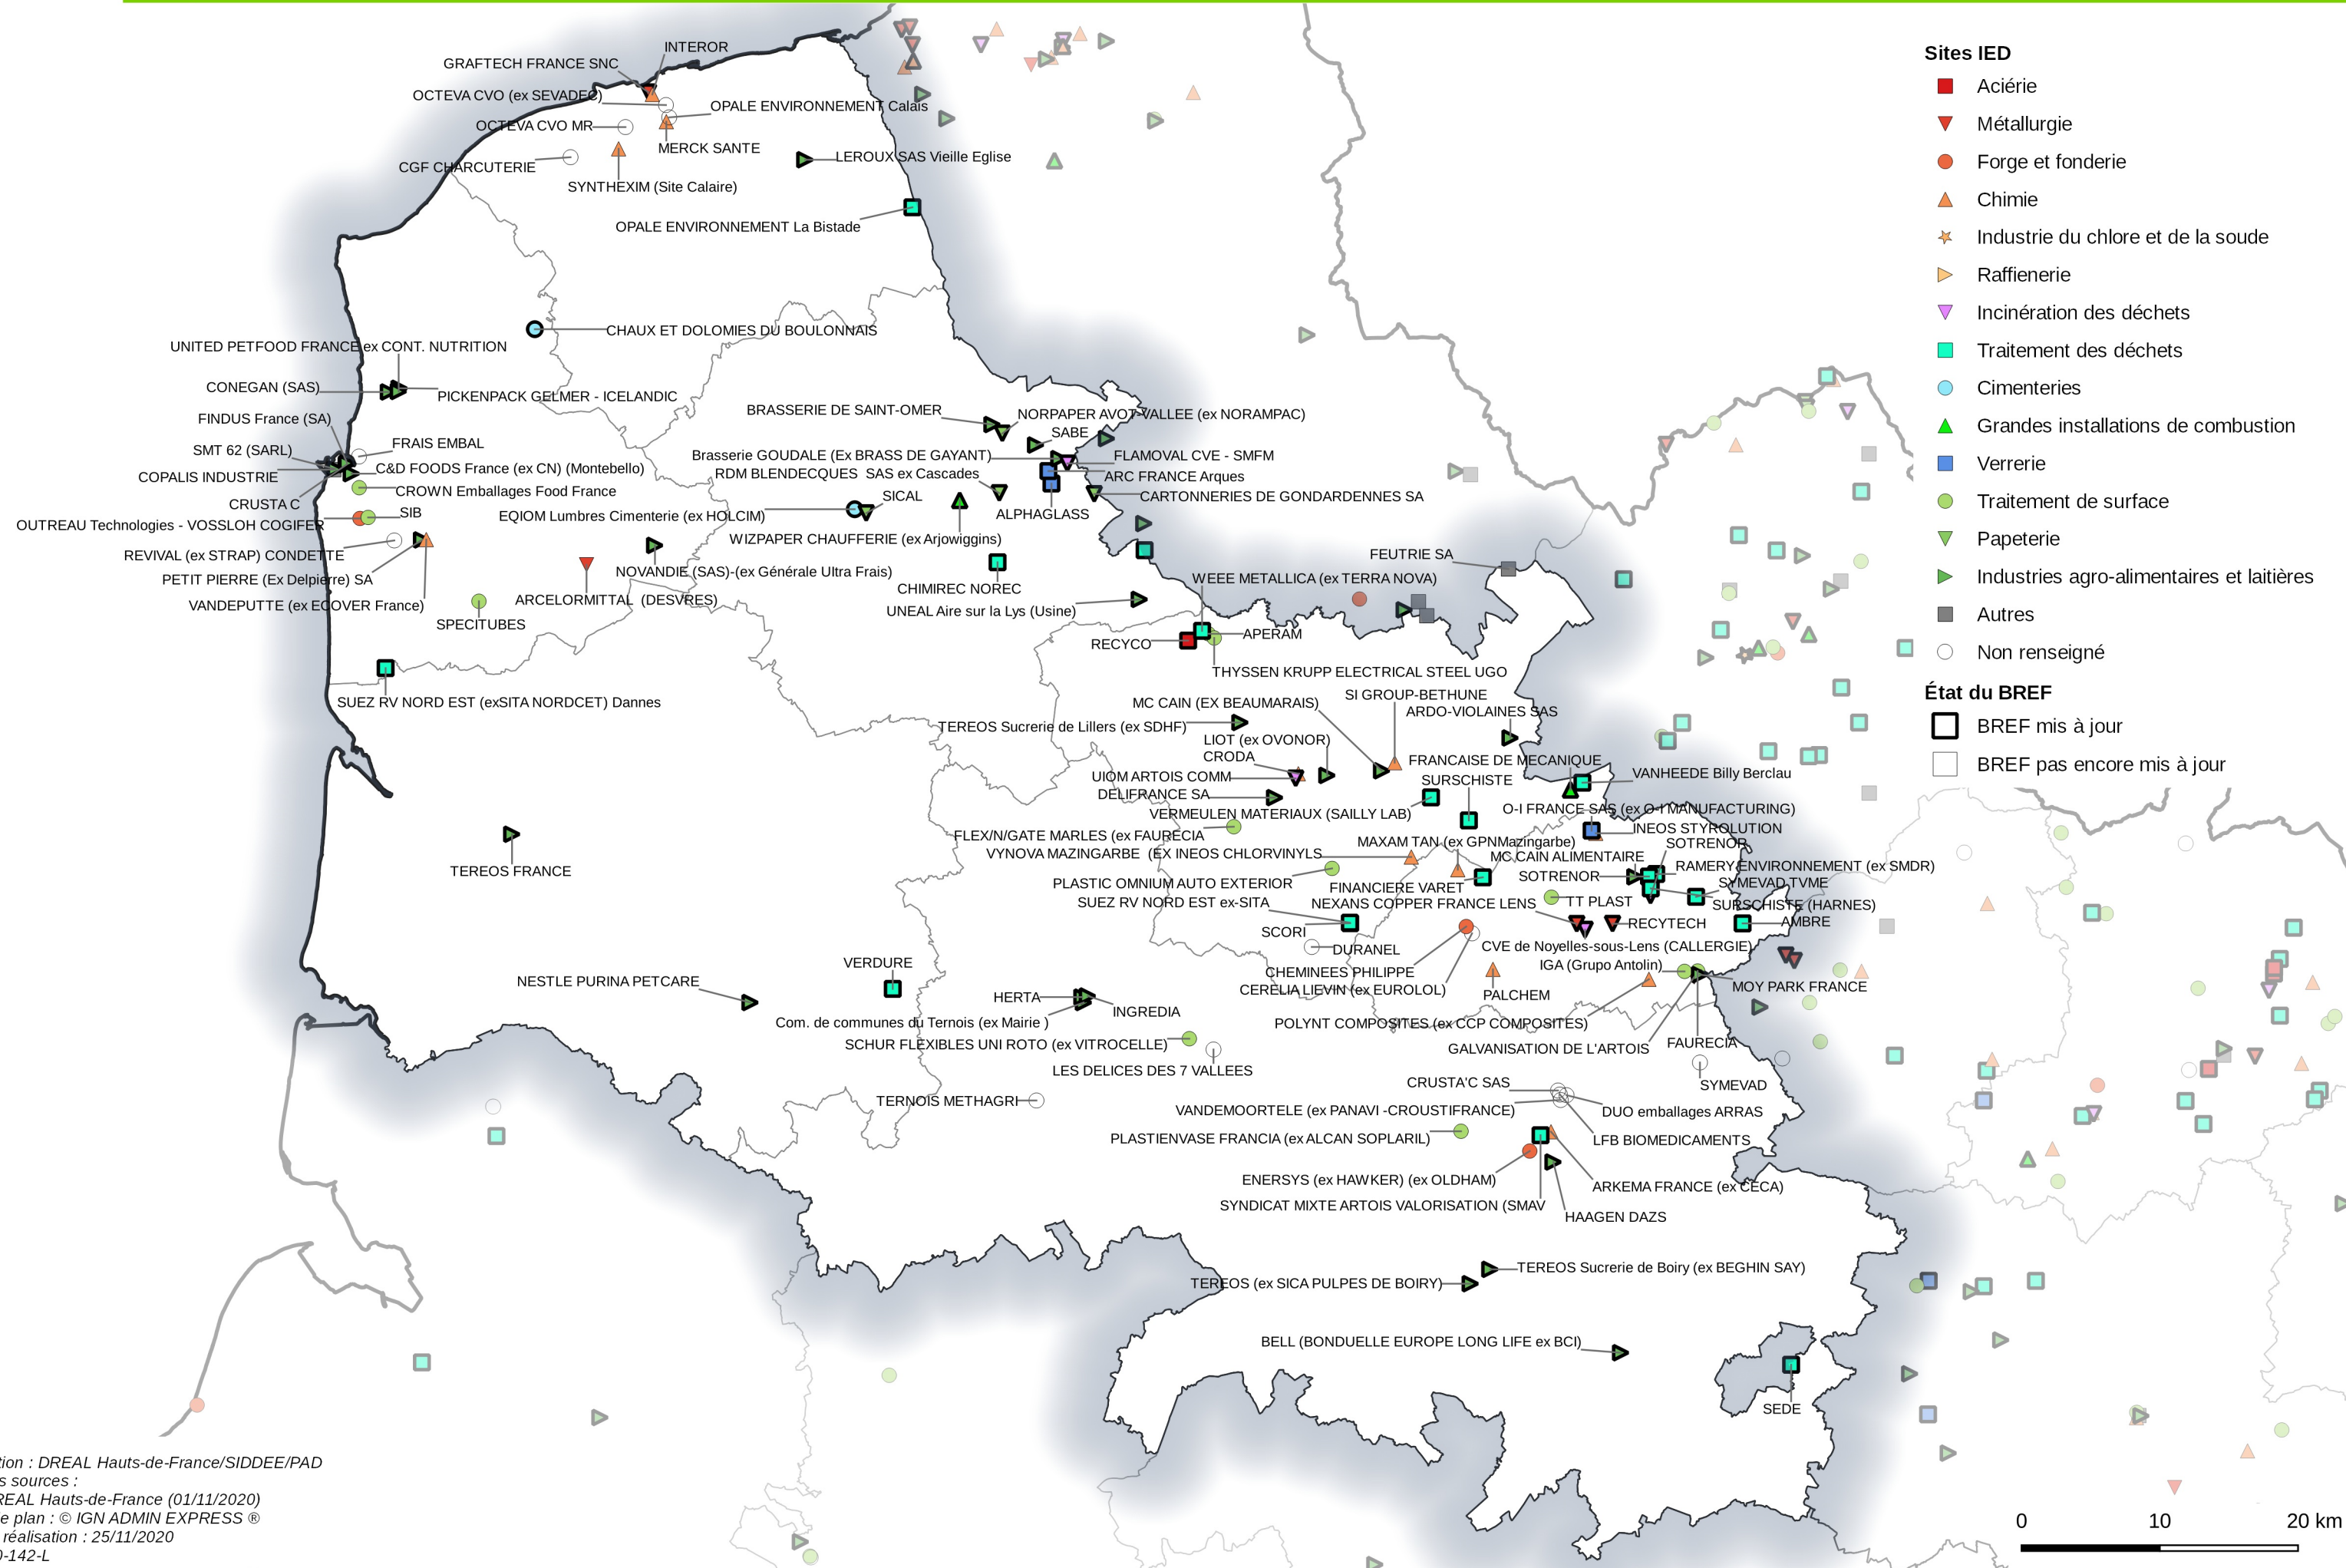 INTEROR
GRAFTECH FRANCE SNC
OCTEVA CVO (ex SEVADEC)
OPALE ENVIRONNEMENT Calais
OCTEVA CVO MR
MERCK SANTE
CGF CHARCUTERIE
LEROUX SAS Vieille Eglise
SYNTHEXIM (Site Calaire)
OPALE ENVIRONNEMENT La Bistade
CHAUX ET DOLOMIES DU BOULONNAIS
UNITED PETFOOD FRANCE ex CONT. NUTRITION
CONEGAN (SAS)
PICKENPACK GELMER - ICELANDIC
FINDUS France (SA)
FRAIS EMBAL
SMT 62 (SARL)
C&D FOODS France (ex CN) (Montebello)
COPALIS INDUSTRIE
CROWN Emballages Food France
CRUSTA C
SIB
OUTREAU Technologies - VOSSLOH COGIFER
REVIVAL (ex STRAP) CONDETTE
PETIT PIERRE (Ex Delpierre) SA
VANDEPUTTE (ex ECOVER France)
SPECITUBES
ARCELORMITTAL (DESVRES)
NOVANDIE (SAS)-(ex Générale Ultra Frais)
SUEZ RV NORD EST (exSITA NORDCET) Dannes
BRASSERIE DE SAINT-OMER
NORPAPER AVOT-VALLEE (ex NORAMPAC)
SABE
Brasserie GOUDALE (Ex BRASS DE GAYANT)
FLAMOVAL CVE - SMFM
RDM BLENDECQUES SAS ex Cascades
ARC FRANCE Arques
SICAL
CARTONNERIES DE GONDARDENNES SA
EQIOM Lumbres Cimenterie (ex HOLCIM)
ALPHAGLASS
WIZPAPER CHAUFFERIE (ex Arjowiggins)
CHIMIREC NOREC
UNEAL Aire sur la Lys (Usine)
FEUTRIE SA
WEEE METALLICA (ex TERRA NOVA)
RECYCO
APERAM
THYSSEN KRUPP ELECTRICAL STEEL UGO
SI GROUP-BETHUNE
MC CAIN (EX BEAUMARAIS)
ARDO-VIOLAINES SAS
TEREOS Sucrerie de Lillers (ex SDHF)
LIOT (ex OVONOR)
CRODA
FRANCAISE DE MECANIQUE
UIOM ARTOIS COMM
SURSCHISTE
VANHEEDE Billy Berclau
DELIFRANCE SA
VERMEULEN MATERIAUX (SAILLY LAB)
O-I FRANCE SAS (ex O-I MANUFACTURING)
FLEX/N/GATE MARLES (ex FAURECIA
INEOS STYROLUTION
MAXAM TAN (ex GPNMazingarbe)
SOTRENOR
VYNOVA MAZINGARBE (EX INEOS CHLORVINYLS
MC CAIN ALIMENTAIRE
RAMERY ENVIRONNEMENT (ex SMDR)
SOTRENOR
PLASTIC OMNIUM AUTO EXTERIOR
FINANCIERE VARET
SYMEVAD TVME
SUEZ RV NORD EST ex-SITA
NEXANS COPPER FRANCE LENS
TT PLAST
SURSCHISTE (HARNES)
SCORI
RECYTECH
AMBRE
DURANEL
CVE de Noyelles-sous-Lens (CALLERGIE)
CHEMINEES PHILIPPE
IGA (Grupo Antolin)
CERELIA LIEVIN (ex EUROLOL)
PALCHEM
MOY PARK FRANCE
POLYNT COMPOSITES (ex CCP COMPOSITES)
GALVANISATION DE L'ARTOIS
FAURECIA
SYMEVAD
TEREOS FRANCE
VERDURE
NESTLE PURINA PETCARE
HERTA
INGREDIA
Com. de communes du Ternois (ex Mairie )
SCHUR FLEXIBLES UNI ROTO (ex VITROCELLE)
LES DELICES DES 7 VALLEES
TERNOIS METHAGRI
CRUSTA'C SAS
VANDEMOORTELE (ex PANAVI -CROUSTIFRANCE)
DUO emballages ARRAS
PLASTIENVASE FRANCIA (ex ALCAN SOPLARIL)
LFB BIOMEDICAMENTS
ENERSYS (ex HAWKER) (ex OLDHAM)
ARKEMA FRANCE (ex CECA)
SYNDICAT MIXTE ARTOIS VALORISATION (SMAV
HAAGEN DAZS
TEREOS Sucrerie de Boiry (ex BEGHIN SAY)
TEREOS (ex SICA PULPES DE BOIRY)
BELL (BONDUELLE EUROPE LONG LIFE ex BCI)
SEDE
Sites IED
Aciérie
Métallurgie
Forge et fonderie
Chimie
Industrie du chlore et de la soude
Raffienerie
Incinération des déchets
Traitement des déchets
Cimenteries
Grandes installations de combustion
Verrerie
Traitement de surface
Papeterie
Industries agro-alimentaires et laitières
Autres
Non renseigné
État du BREF
BREF mis à jour
BREF pas encore mis à jour
tion : DREAL Hauts-de-France/SIDDEE/PAD
s sources :
REAL Hauts-de-France (01/11/2020)
e plan : © IGN ADMIN EXPRESS ®
réalisation : 25/11/2020
0-142-L
0 10 20 km